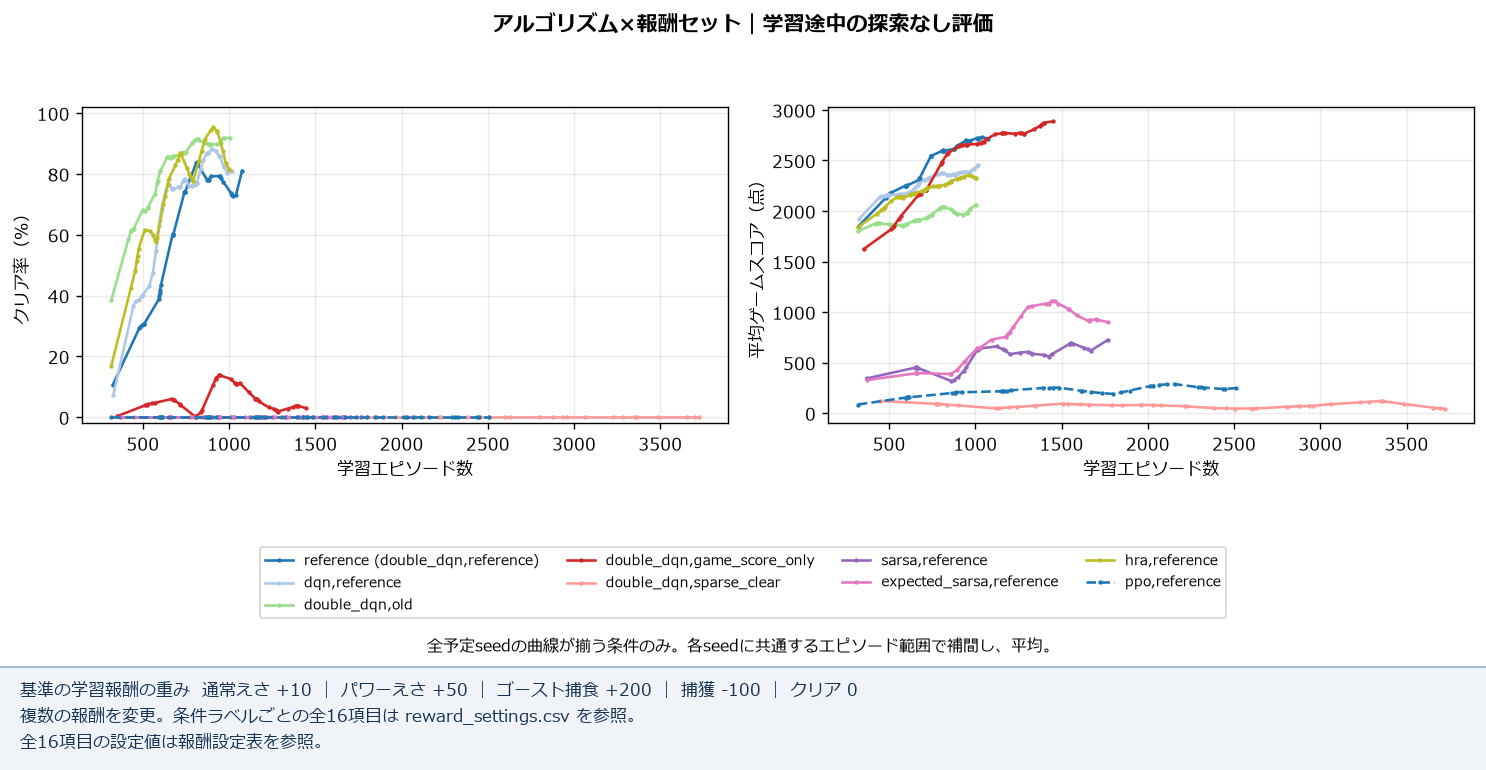 アルゴリズム×報酬セット｜学習途中の探索なし評価
クリア率（%）
100
80
60
40
20
0
500
1000
1500
2000
2500
3000
3500
学習エピソード数
平均ゲームスコア（点）
3000
2500
2000
1500
1000
500
0
500
1000
1500
2000
2500
3000
3500
学習エピソード数
reference (double_dqn,reference)
dqn,reference
double_dqn,old
double_dqn,game_score_only
double_dqn,sparse_clear
sarsa,reference
expected_sarsa,reference
hra,reference
ppo,reference
全予定seedの曲線が揃う条件のみ。各seedに共通するエピソード範囲で補間し、平均。
基準の学習報酬の重み 通常えさ +10 ｜ パワーえさ +50 ｜ ゴースト捕食 +200 ｜ 捕獲 -100 ｜ クリア 0
複数の報酬を変更。条件ラベルごとの全16項目は reward_settings.csv を参照。
全16項目の設定値は報酬設定表を参照。